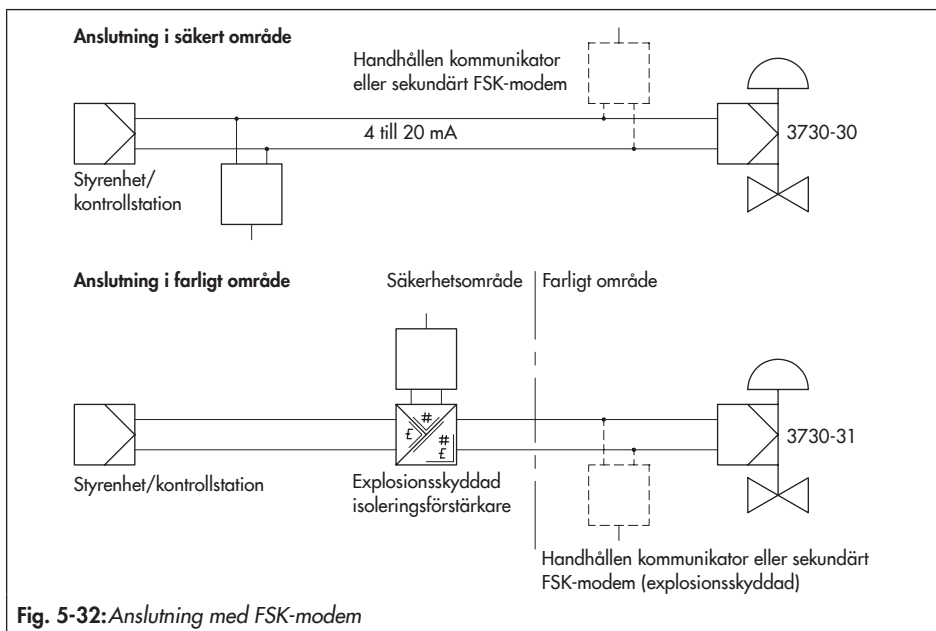 Anslutning i säkert område
Handhållen kommunikator
eller sekundärt FSK-modem
4 till 20 mA
3730-30
Styrenhet/
kontrollstation
Anslutning i farligt område
Säkerhetsområde
Farligt område
#
£
#
£
3730-31
Styrenhet/kontrollstation
Explosionsskyddad
isoleringsförstärkare
Handhållen kommunikator eller sekundärt
FSK-modem (explosionsskyddad)
Fig. 5-32: Anslutning med FSK-modem